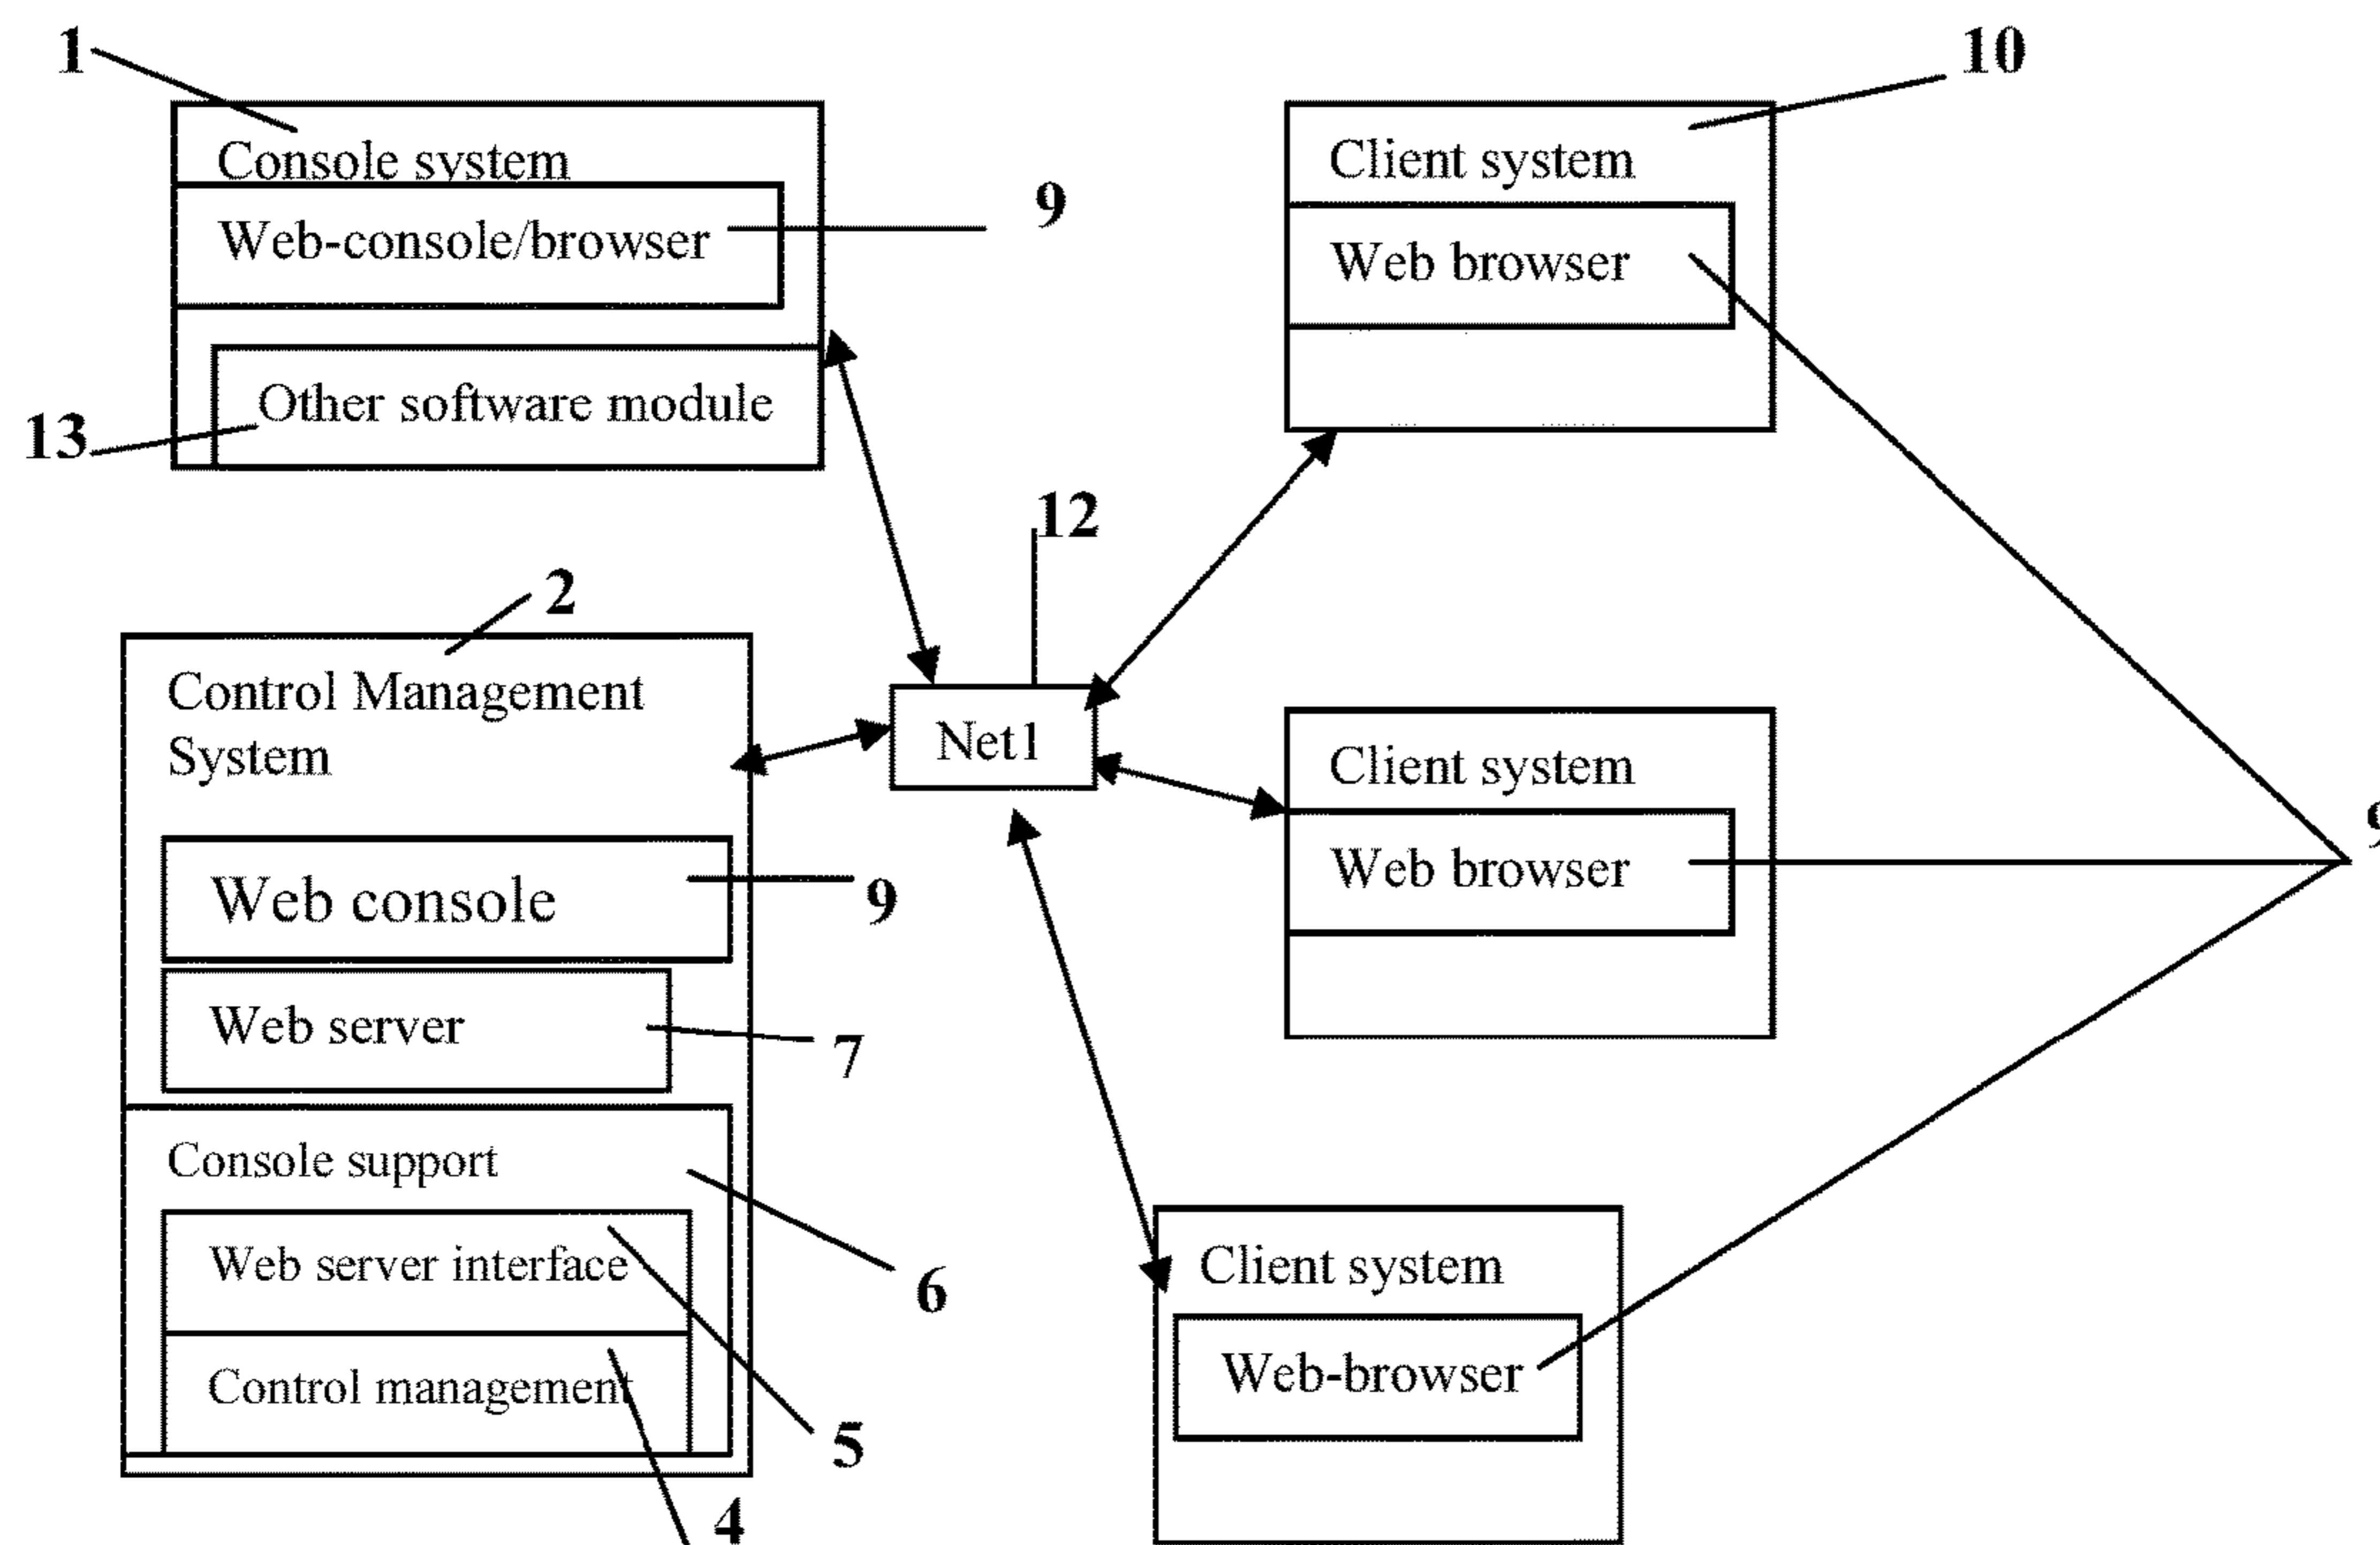 1
Console system
Web-console/browser
9
Other software module
13
10
Client system
Web browser
12
2
Control Management
System
Net1
Client system
Web browser
Web console
9
Web server
7
Console support
6
Web server interface
Control management
5
4
Client system
Web-browser